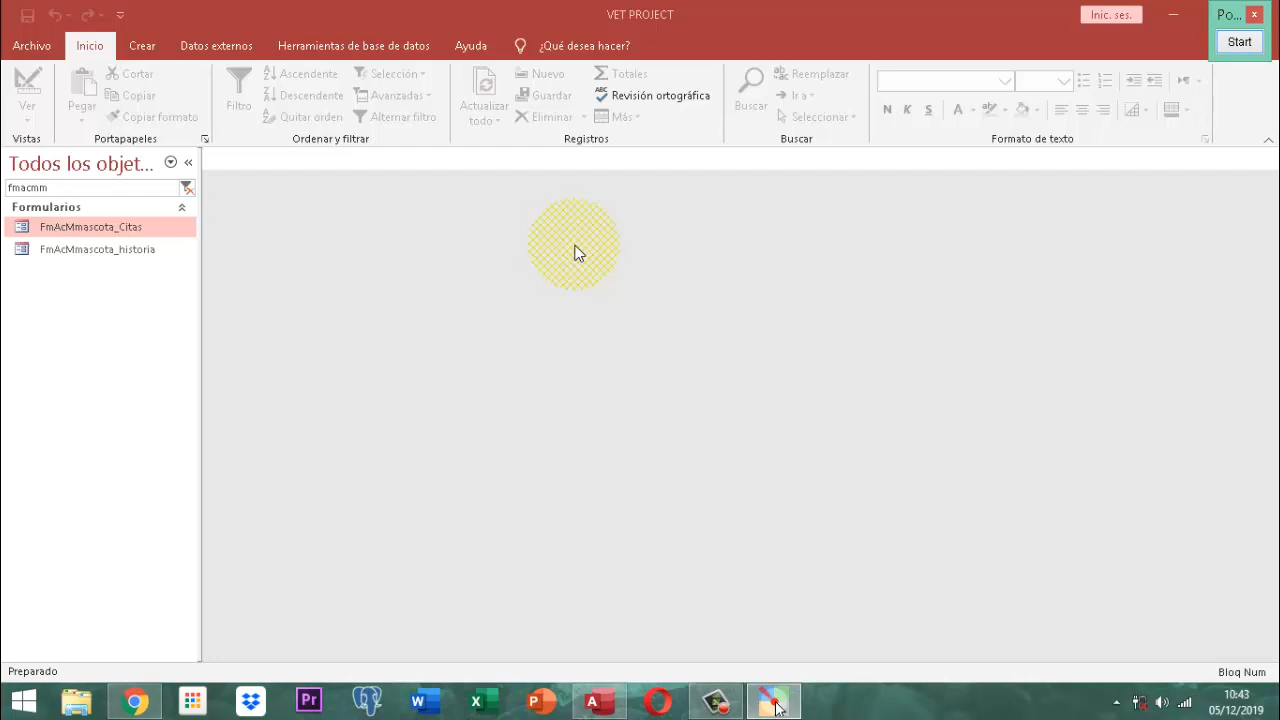 VET PROJECT
Inic. ses.
Po...
Start
Archivo
Inicio
Crear
Datos externos
Herramientas de base de datos
Ayuda
¿Qué desea hacer?
Ver
Pegar
Cortar
Copiar
Copiar formato
Filtro
Ascendente
Descendente
Quitar orden
Selección
Avanzadas
Alternar filtro
Actualizar
todo
Nuevo
Guardar
Eliminar
Totales
Revisión ortográfica
Más
Buscar
Reemplazar
Ir a
Seleccionar
N K S A
Vistas
Portapapeles
Ordenar y filtrar
Registros
Buscar
Formato de texto
Todos los objet...
fmacmm
Formularios
FmAcMmascota_Citas
FmAcMmascota_historia
Preparado
Bloq Num
10:43
05/12/2019